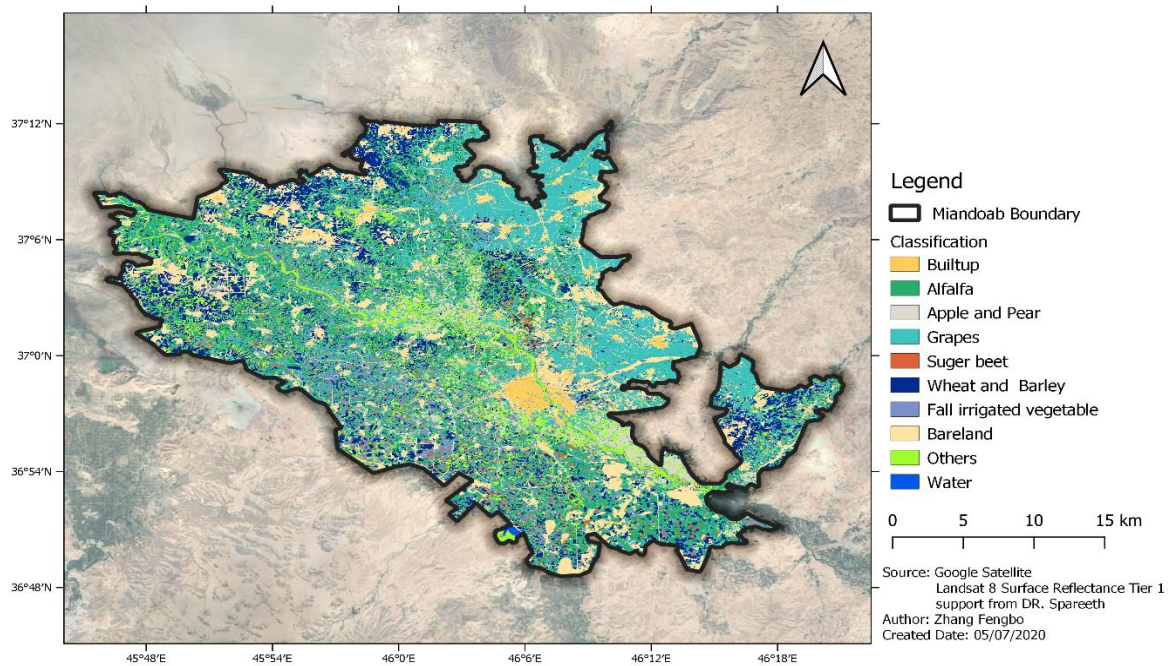 37°12'N
37°6'N
37°0'N
36°54'N
36°48'N
45°48'E
45°54'E
46°0'E
46°6'E
46°12'E
46°18'E
Legend
Miandoab Boundary
Classification
Builtup
Alfalfa
Apple and Pear
Grapes
Suger beet
Wheat and Barley
Fall irrigated vegetable
Bareland
Others
Water
0 5 10 15 km
Source: Google Satellite
Landsat 8 Surface Reflectance Tier 1
support from DR. Spareeth
Author: Zhang Fengbo
Created Date: 05/07/2020